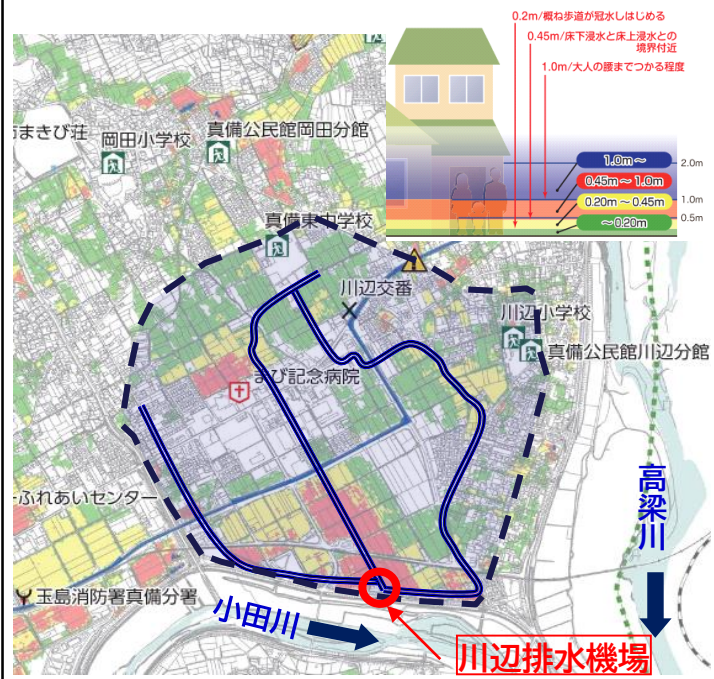 0.2m/概ね歩道が冠水しはじめる
0.45m/床下浸水と床上浸水との
境界付近
1.0m/大人の腰までつかる程度
1.0m～
0.45m～1.0m
0.20m～0.45m
～0.20m
2.0m
1.0m
0.5m
まきび荘
岡田小学校
真備公民館岡田分館
真備東中学校
川辺交番
川辺小学校
真備公民館川辺分館
まび記念病院
ふれあいセンター
高梁川
玉島消防署真備分署
小田川
川辺排水機場